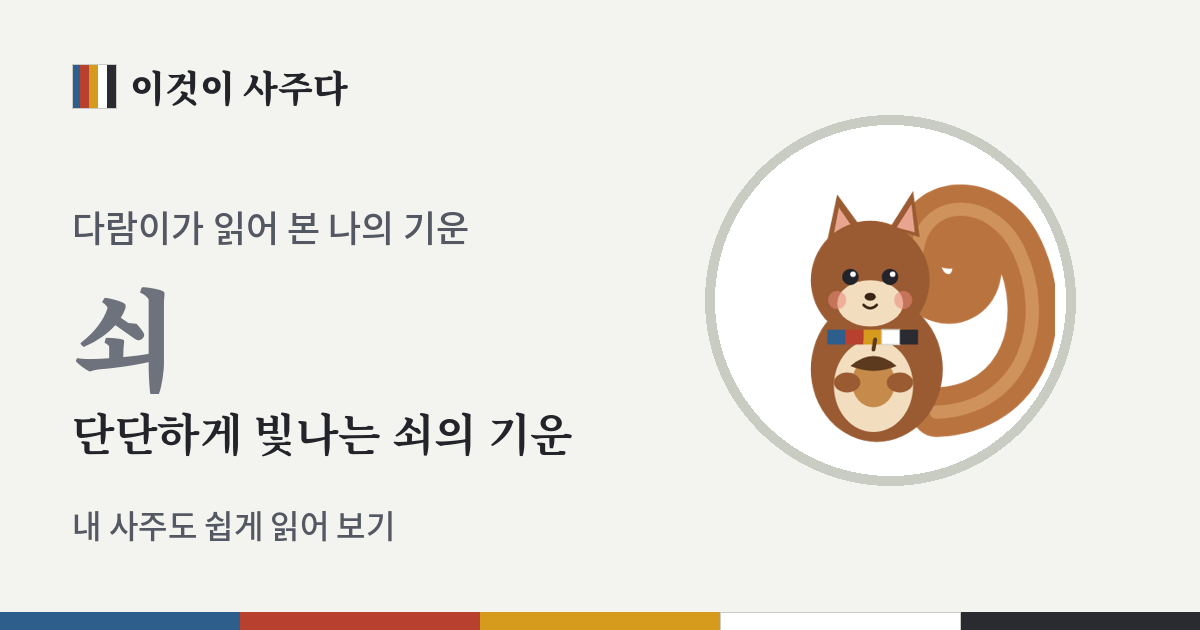 이것이 사주다
다람이가 읽어 본 나의 기운
쇠
단단하게 빛나는 쇠의 기운
내 사주도 쉽게 읽어 보기